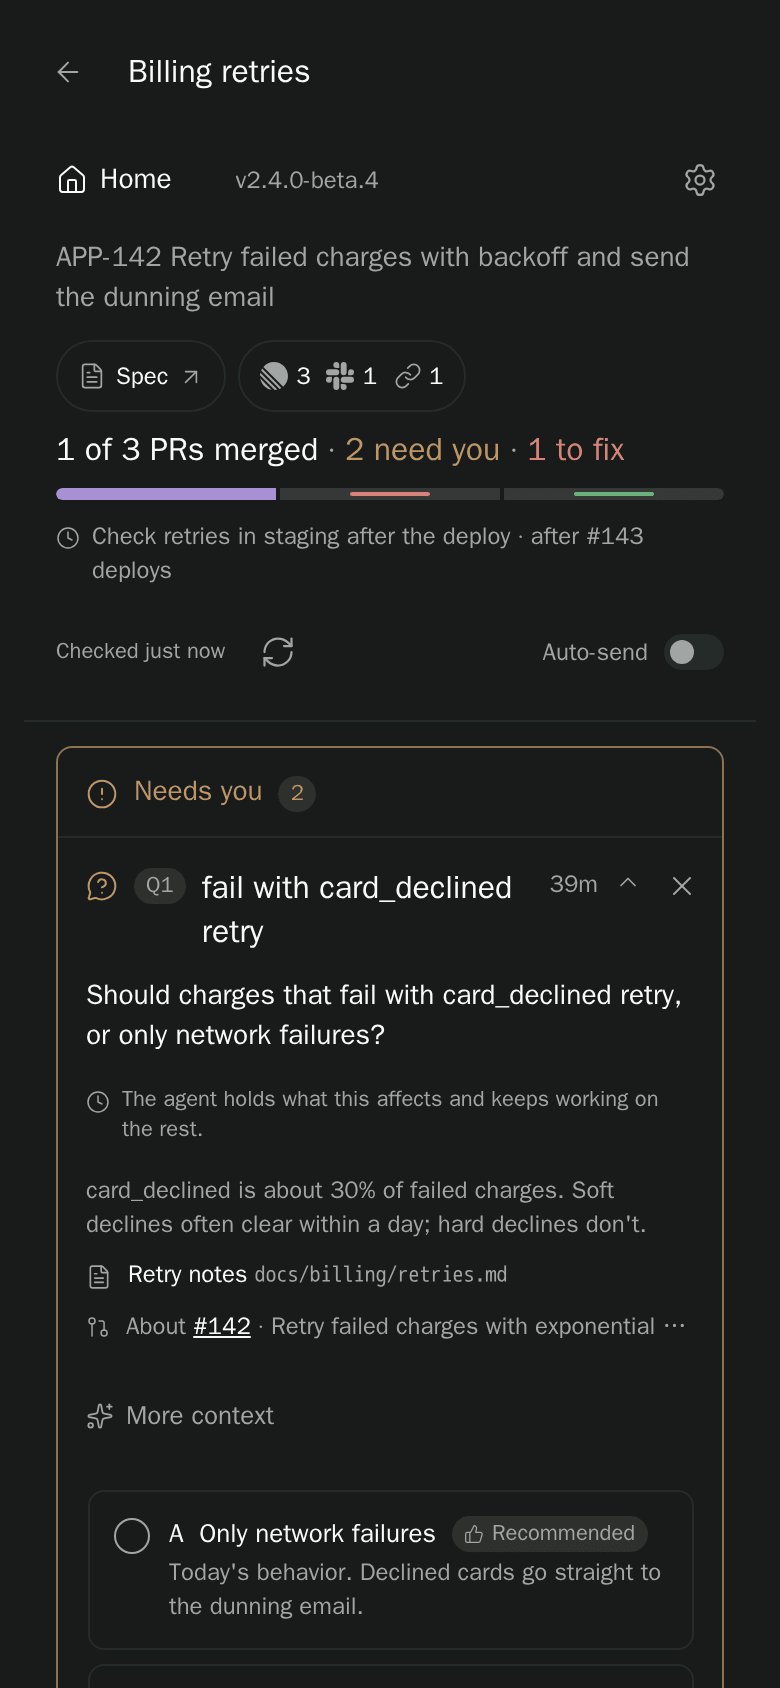 Billing retries
Home v2.4.0-beta.4
APP-142 Retry failed charges with backoff and send
the dunning email
Spec 3 1 1
1 of 3 PRs merged · 2 need you · 1 to fix
Check retries in staging after the deploy · after #143
deploys
Checked just now Auto-send
Needs you 2
Q1 fail with card_declined 39m
retry
Should charges that fail with card_declined retry,
or only network failures?
The agent holds what this affects and keeps working on
the rest.
card_declined is about 30% of failed charges. Soft
declines often clear within a day; hard declines don't.
Retry notes docs/billing/retries.md
About #142 · Retry failed charges with exponential ···
More context
A Only network failures Recommended
Today's behavior. Declined cards go straight to
the dunning email.